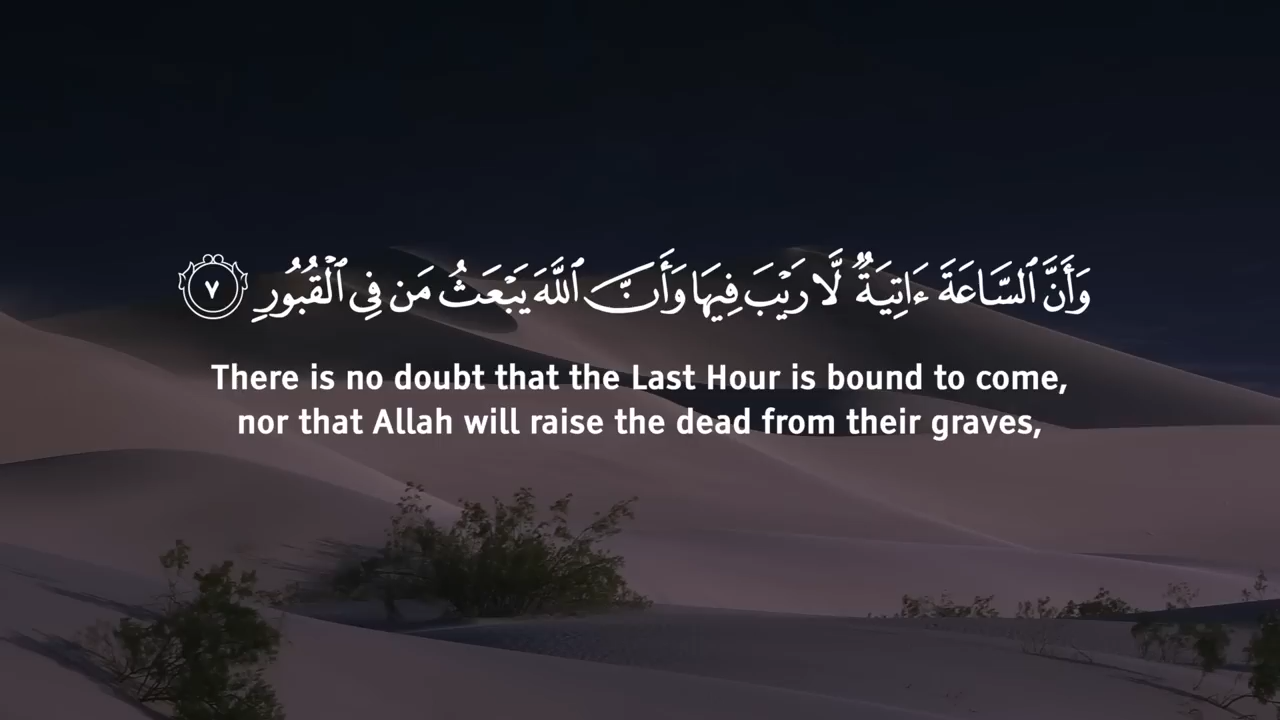 وَأَنَّ ٱلسَّاعَةَ ءَاتِيَةٌ لَّا رَيْبَ فِيهَا وَأَنَّ ٱللَّهَ يَبْعَثُ مَن فِى ٱلْقُبُورِ ٧
There is no doubt that the Last Hour is bound to come,
nor that Allah will raise the dead from their graves,